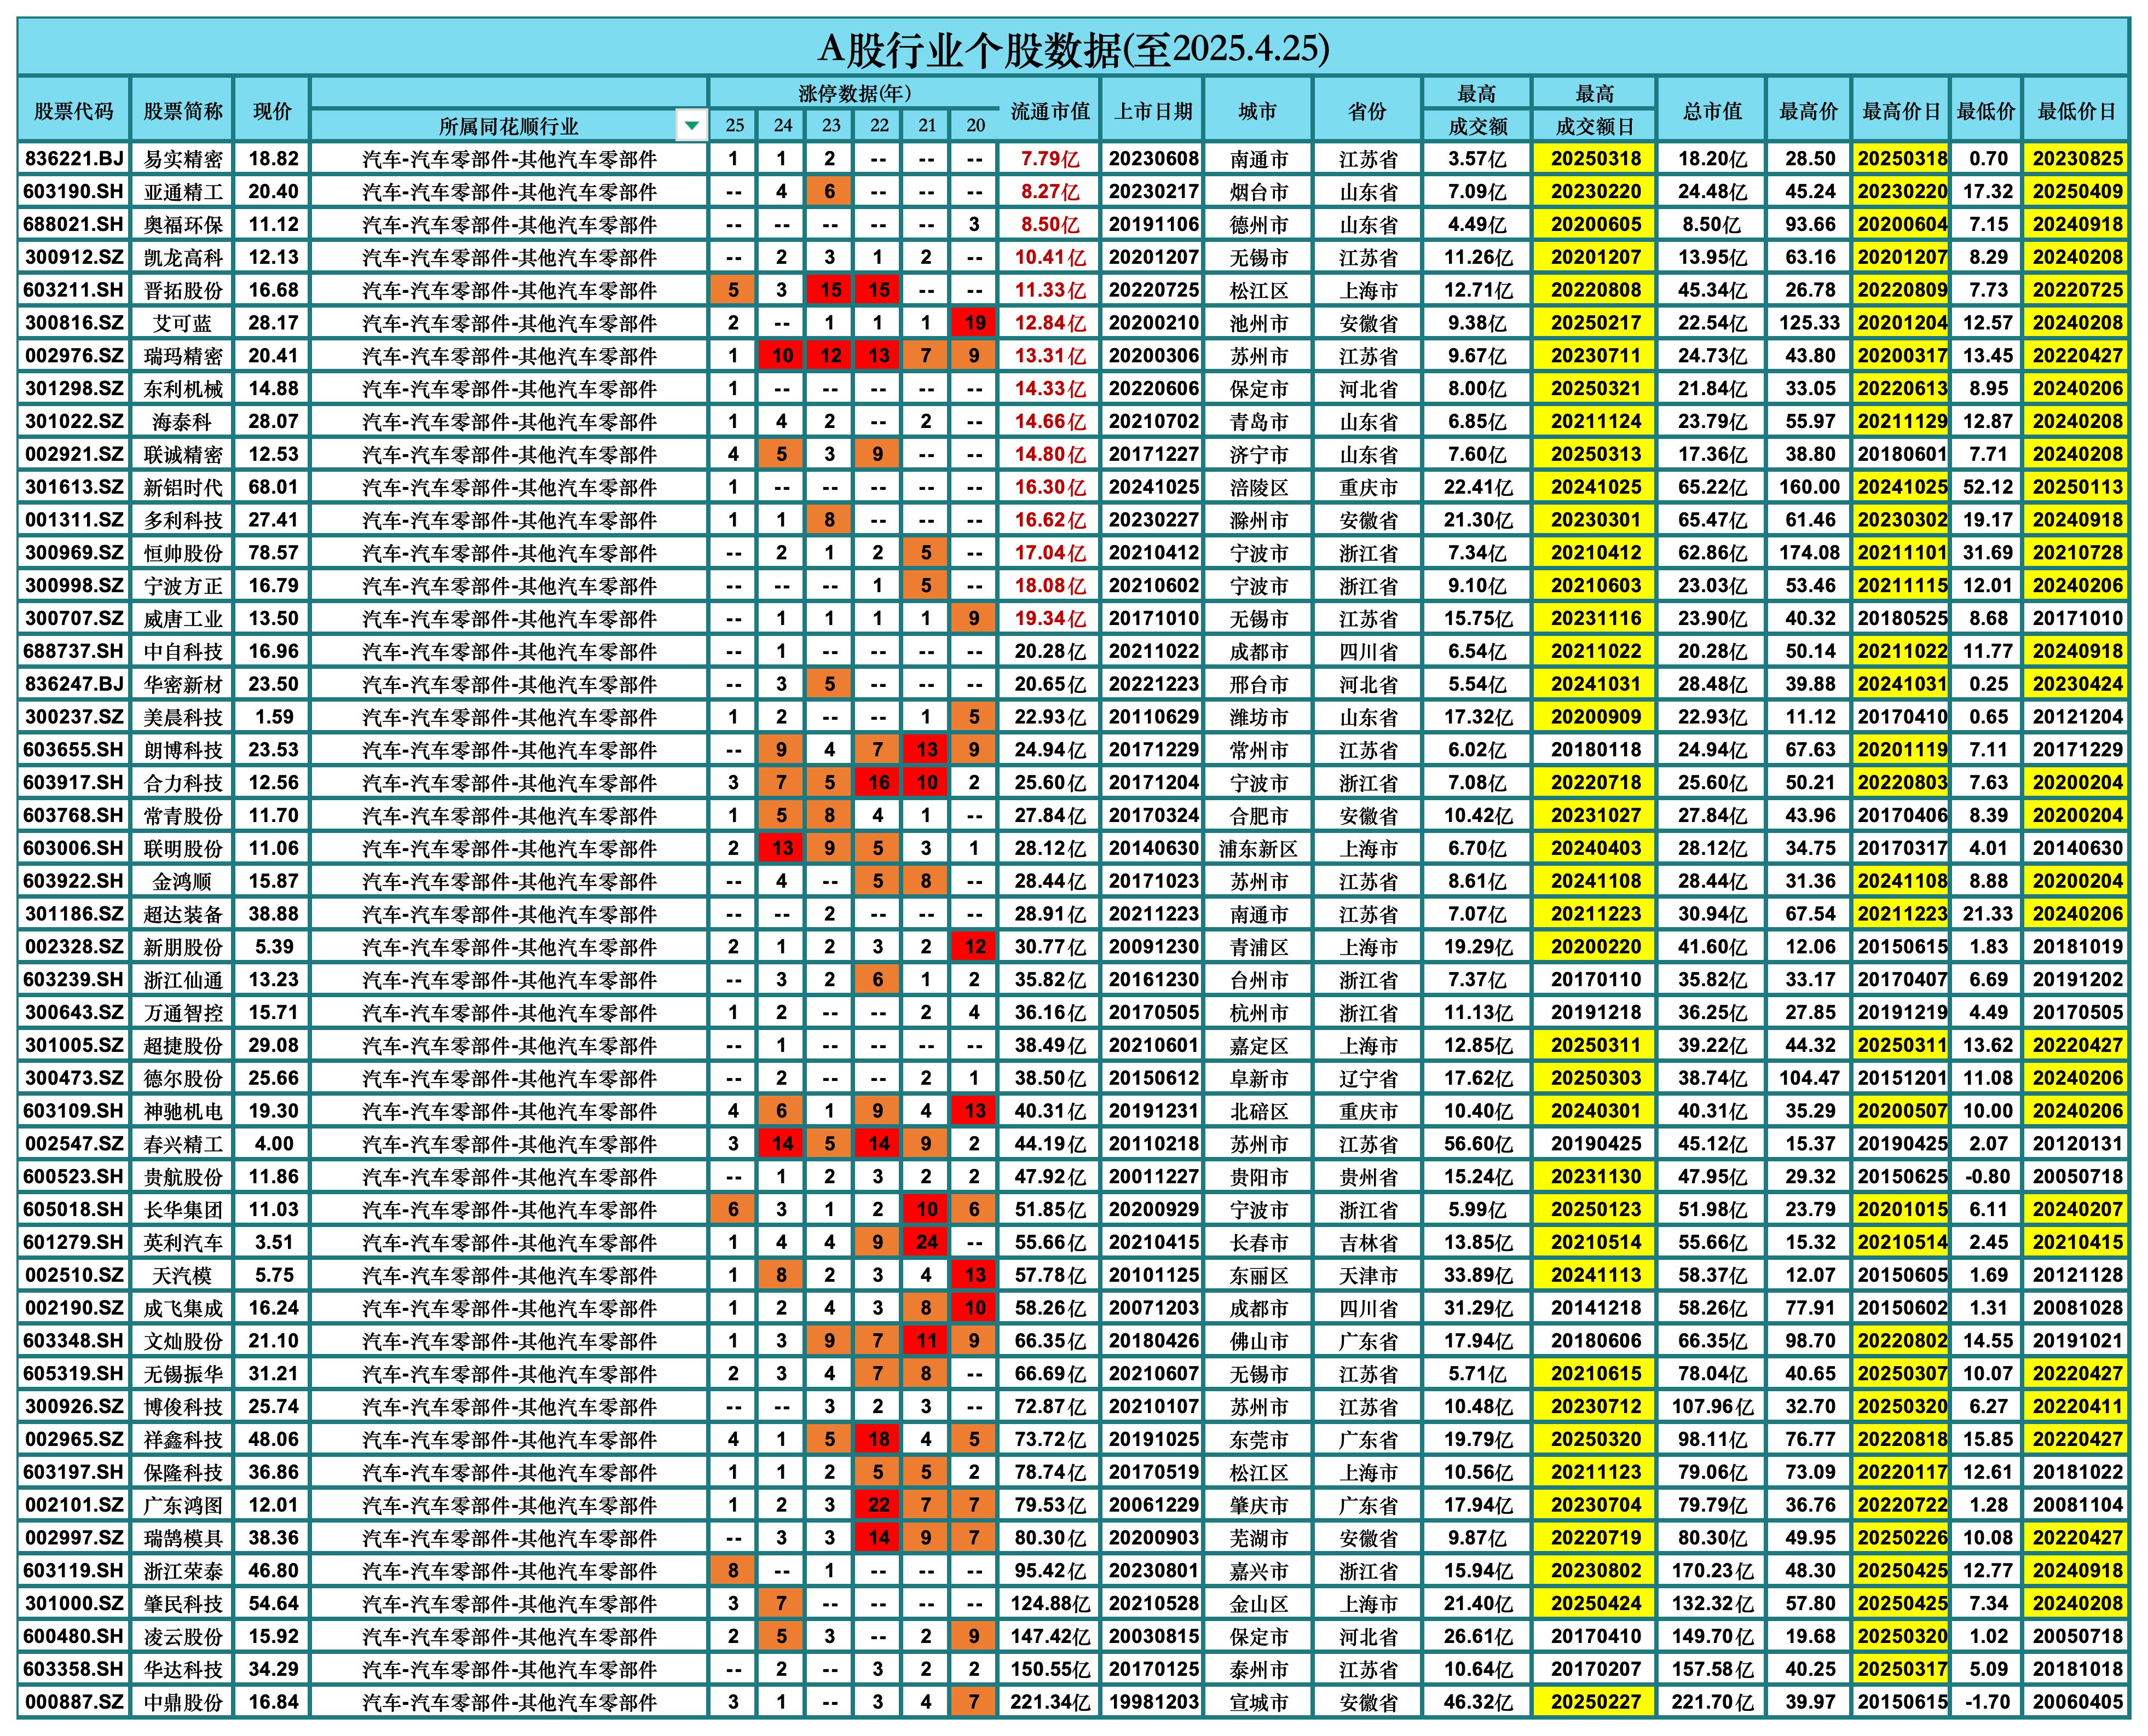 A股行业个股数据(至2025.4.25)
股票代码 股票简称 现价 所属同花顺行业 涨停数据(年) 25 24 23 22 21 20 流通市值 上市日期 城市 省份 最高成交额 最高成交额日 总市值 最高价 最高价日 最低价 最低价日
836221.BJ 易实精密 18.82 汽车-汽车零部件-其他汽车零部件 1 1 2 -- -- -- 7.79亿 20230608 南通市 江苏省 3.57亿 20250318 18.20亿 28.50 20250318 0.70 20230825
603190.SH 亚通精工 20.40 汽车-汽车零部件-其他汽车零部件 -- 4 6 -- -- -- 8.27亿 20230217 烟台市 山东省 7.09亿 20230220 24.48亿 45.24 20230220 17.32 20250409
688021.SH 奥福环保 11.12 汽车-汽车零部件-其他汽车零部件 -- -- -- -- -- 3 8.50亿 20191106 德州市 山东省 4.49亿 20200605 8.50亿 93.66 20200604 7.15 20240918
300912.SZ 凯龙高科 12.13 汽车-汽车零部件-其他汽车零部件 -- 2 3 1 2 -- 10.41亿 20201207 无锡市 江苏省 11.26亿 20201207 13.95亿 63.16 20201207 8.29 20240208
603211.SH 晋拓股份 16.68 汽车-汽车零部件-其他汽车零部件 5 3 15 15 -- -- 11.33亿 20220725 松江区 上海市 12.71亿 20220808 45.34亿 26.78 20220809 7.73 20220725
300816.SZ 艾可蓝 28.17 汽车-汽车零部件-其他汽车零部件 2 -- 1 1 1 19 12.84亿 20200210 池州市 安徽省 9.38亿 20250217 22.54亿 125.33 20201204 12.57 20240208
002976.SZ 瑞玛精密 20.41 汽车-汽车零部件-其他汽车零部件 1 10 12 13 7 9 13.31亿 20200306 苏州市 江苏省 9.67亿 20230711 24.73亿 43.80 20200317 13.45 20220427
301298.SZ 东利机械 14.88 汽车-汽车零部件-其他汽车零部件 1 -- -- -- -- -- 14.33亿 20220606 保定市 河北省 8.00亿 20250321 21.84亿 33.05 20220613 8.95 20240206
301022.SZ 海泰科 28.07 汽车-汽车零部件-其他汽车零部件 1 4 2 -- 2 -- 14.66亿 20210702 青岛市 山东省 6.85亿 20211124 23.79亿 55.97 20211129 12.87 20240208
002921.SZ 联诚精密 12.53 汽车-汽车零部件-其他汽车零部件 4 5 3 9 -- -- 14.80亿 20171227 济宁市 山东省 7.60亿 20250313 17.36亿 38.80 20180601 7.71 20240208
301613.SZ 新铝时代 68.01 汽车-汽车零部件-其他汽车零部件 1 -- -- -- -- -- 16.30亿 20241025 涪陵区 重庆市 22.41亿 20241025 65.22亿 160.00 20241025 52.12 20250113
001311.SZ 多利科技 27.41 汽车-汽车零部件-其他汽车零部件 1 1 8 -- -- -- 16.62亿 20230227 滁州市 安徽省 21.30亿 20230301 65.47亿 61.46 20230302 19.17 20240918
300969.SZ 恒帅股份 78.57 汽车-汽车零部件-其他汽车零部件 -- 2 1 2 5 -- 17.04亿 20210412 宁波市 浙江省 7.34亿 20210412 62.86亿 174.08 20211101 31.69 20210728
300998.SZ 宁波方正 16.79 汽车-汽车零部件-其他汽车零部件 -- -- -- 1 5 -- 18.08亿 20210602 宁波市 浙江省 9.10亿 20210603 23.03亿 53.46 20211115 12.01 20240206
300707.SZ 威唐工业 13.50 汽车-汽车零部件-其他汽车零部件 -- 1 1 1 1 9 19.34亿 20171010 无锡市 江苏省 15.75亿 20231116 23.90亿 40.32 20180525 8.68 20171010
688737.SH 中自科技 16.96 汽车-汽车零部件-其他汽车零部件 -- 1 -- -- -- -- 20.28亿 20211022 成都市 四川省 6.54亿 20211022 20.28亿 50.14 20211022 11.77 20240918
836247.BJ 华密新材 23.50 汽车-汽车零部件-其他汽车零部件 -- 3 5 -- -- -- 20.65亿 20221223 邢台市 河北省 5.54亿 20241031 28.48亿 39.88 20241031 0.25 20230424
300237.SZ 美晨科技 1.59 汽车-汽车零部件-其他汽车零部件 1 2 -- -- 1 5 22.93亿 20110629 潍坊市 山东省 17.32亿 20200909 22.93亿 11.12 20170410 0.65 20121204
603655.SH 朗博科技 23.53 汽车-汽车零部件-其他汽车零部件 -- 9 4 7 13 9 24.94亿 20171229 常州市 江苏省 6.02亿 20180118 24.94亿 67.63 20201119 7.11 20171229
603917.SH 合力科技 12.56 汽车-汽车零部件-其他汽车零部件 3 7 5 16 10 2 25.60亿 20171204 宁波市 浙江省 7.08亿 20220718 25.60亿 50.21 20220803 7.63 20200204
603768.SH 常青股份 11.70 汽车-汽车零部件-其他汽车零部件 1 5 8 4 1 -- 27.84亿 20170324 合肥市 安徽省 10.42亿 20231027 27.84亿 43.96 20170406 8.39 20200204
603006.SH 联明股份 11.06 汽车-汽车零部件-其他汽车零部件 2 13 9 5 3 1 28.12亿 20140630 浦东新区 上海市 6.70亿 20240403 28.12亿 34.75 20170317 4.01 20140630
603922.SH 金鸿顺 15.87 汽车-汽车零部件-其他汽车零部件 -- 4 -- 5 8 -- 28.44亿 20171023 苏州市 江苏省 8.61亿 20241108 28.44亿 31.36 20241108 8.88 20200204
301186.SZ 超达装备 38.88 汽车-汽车零部件-其他汽车零部件 -- -- 2 -- -- -- 28.91亿 20211223 南通市 江苏省 7.07亿 20211223 30.94亿 67.54 20211223 21.33 20240206
002328.SZ 新朋股份 5.39 汽车-汽车零部件-其他汽车零部件 2 1 2 3 2 12 30.77亿 20091230 青浦区 上海市 19.29亿 20200220 41.60亿 12.06 20150615 1.83 20181019
603239.SH 浙江仙通 13.23 汽车-汽车零部件-其他汽车零部件 -- 3 2 6 1 2 35.82亿 20161230 台州市 浙江省 7.37亿 20170110 35.82亿 33.17 20170407 6.69 20191202
300643.SZ 万通智控 15.71 汽车-汽车零部件-其他汽车零部件 1 2 -- -- 2 4 36.16亿 20170505 杭州市 浙江省 11.13亿 20191218 36.25亿 27.85 20191219 4.49 20170505
301005.SZ 超捷股份 29.08 汽车-汽车零部件-其他汽车零部件 -- 1 -- -- -- -- 38.49亿 20210601 嘉定区 上海市 12.85亿 20250311 39.22亿 44.32 20250311 13.62 20220427
300473.SZ 德尔股份 25.66 汽车-汽车零部件-其他汽车零部件 -- 2 -- -- 2 1 38.50亿 20150612 阜新市 辽宁省 17.62亿 20250303 38.74亿 104.47 20151201 11.08 20240206
603109.SH 神驰机电 19.30 汽车-汽车零部件-其他汽车零部件 4 6 1 9 4 13 40.31亿 20191231 北碚区 重庆市 10.40亿 20240301 40.31亿 35.29 20200507 10.00 20240206
002547.SZ 春兴精工 4.00 汽车-汽车零部件-其他汽车零部件 3 14 5 14 9 2 44.19亿 20110218 苏州市 江苏省 56.60亿 20190425 45.12亿 15.37 20190425 2.07 20120131
600523.SH 贵航股份 11.86 汽车-汽车零部件-其他汽车零部件 -- 1 2 3 2 2 47.92亿 20011227 贵阳市 贵州省 15.24亿 20231130 47.95亿 29.32 20150625 -0.80 20050718
605018.SH 长华集团 11.03 汽车-汽车零部件-其他汽车零部件 6 3 1 2 10 6 51.85亿 20200929 宁波市 浙江省 5.99亿 20250123 51.98亿 23.79 20201015 6.11 20240207
601279.SH 英利汽车 3.51 汽车-汽车零部件-其他汽车零部件 1 4 4 9 24 -- 55.66亿 20210415 长春市 吉林省 13.85亿 20210514 55.66亿 15.32 20210514 2.45 20210415
002510.SZ 天汽模 5.75 汽车-汽车零部件-其他汽车零部件 1 8 2 3 4 13 57.78亿 20101125 东丽区 天津市 33.89亿 20241113 58.37亿 12.07 20150605 1.69 20121128
002190.SZ 成飞集成 16.24 汽车-汽车零部件-其他汽车零部件 1 2 4 3 8 10 58.26亿 20071203 成都市 四川省 31.29亿 20141218 58.26亿 77.91 20150602 1.31 20081028
603348.SH 文灿股份 21.10 汽车-汽车零部件-其他汽车零部件 1 3 9 7 11 9 66.35亿 20180426 佛山市 广东省 17.94亿 20180606 66.35亿 98.70 20220802 14.55 20191021
605319.SH 无锡振华 31.21 汽车-汽车零部件-其他汽车零部件 2 3 4 7 8 -- 66.69亿 20210607 无锡市 江苏省 5.71亿 20210615 78.04亿 40.65 20250307 10.07 20220427
300926.SZ 博俊科技 25.74 汽车-汽车零部件-其他汽车零部件 -- -- 3 2 3 -- 72.87亿 20210107 苏州市 江苏省 10.48亿 20230712 107.96亿 32.70 20250320 6.27 20220411
002965.SZ 祥鑫科技 48.06 汽车-汽车零部件-其他汽车零部件 4 1 5 18 4 5 73.72亿 20191025 东莞市 广东省 19.79亿 20250320 98.11亿 76.77 20220818 15.85 20220427
603197.SH 保隆科技 36.86 汽车-汽车零部件-其他汽车零部件 1 1 2 5 5 2 78.74亿 20170519 松江区 上海市 10.56亿 20211123 79.06亿 73.09 20220117 12.61 20181022
002101.SZ 广东鸿图 12.01 汽车-汽车零部件-其他汽车零部件 1 2 3 22 7 7 79.53亿 20061229 肇庆市 广东省 17.94亿 20230704 79.79亿 36.76 20220722 1.28 20081104
002997.SZ 瑞鹄模具 38.36 汽车-汽车零部件-其他汽车零部件 -- 3 3 14 9 7 80.30亿 20200903 芜湖市 安徽省 9.87亿 20220719 80.30亿 49.95 20250226 10.08 20220427
603119.SH 浙江荣泰 46.80 汽车-汽车零部件-其他汽车零部件 8 -- 1 -- -- -- 95.42亿 20230801 嘉兴市 浙江省 15.94亿 20230802 170.23亿 48.30 20250425 12.77 20240918
301000.SZ 肇民科技 54.64 汽车-汽车零部件-其他汽车零部件 3 7 -- -- -- -- 124.88亿 20210528 金山区 上海市 21.40亿 20250424 132.32亿 57.80 20250425 7.34 20240208
600480.SH 凌云股份 15.92 汽车-汽车零部件-其他汽车零部件 2 5 3 -- 2 9 147.42亿 20030815 保定市 河北省 26.61亿 20170410 149.70亿 19.68 20250320 1.02 20050718
603358.SH 华达科技 34.29 汽车-汽车零部件-其他汽车零部件 -- 2 -- 3 2 2 150.55亿 20170125 泰州市 江苏省 10.64亿 20170207 157.58亿 40.25 20250317 5.09 20181018
000887.SZ 中鼎股份 16.84 汽车-汽车零部件-其他汽车零部件 3 1 -- 3 4 7 221.34亿 19981203 宣城市 安徽省 46.32亿 20250227 221.70亿 39.97 20150615 -1.70 20060405